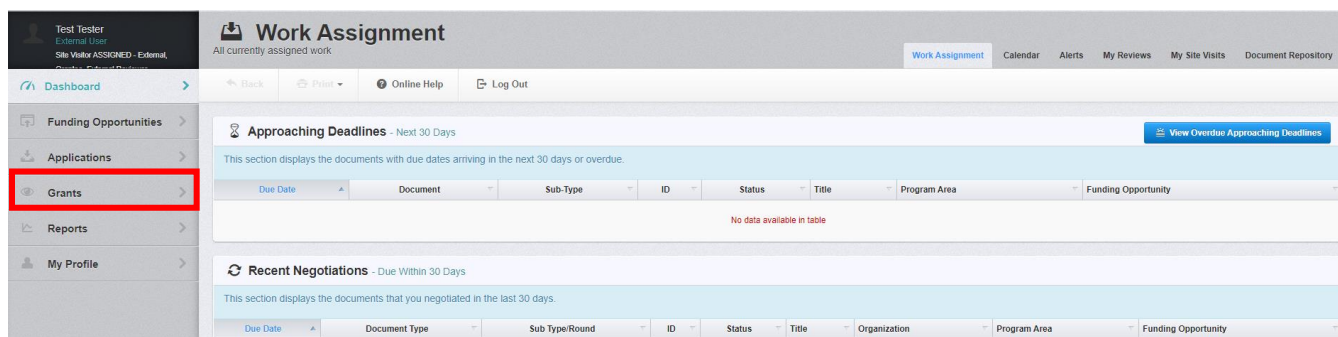 Test Tester
External User
Site Visitor ASSIGNED - External,
Grantee, External Reviewer
Dashboard
Funding Opportunities
Applications
Grants
Reports
My Profile
Work Assignment
All currently assigned work
Work Assignment Calendar Alerts My Reviews My Site Visits Document Repository
Back Print Online Help Log Out
Approaching Deadlines - Next 30 Days
View Overdue Approaching Deadlines
This section displays the documents with due dates arriving in the next 30 days or overdue.
Due Date Document Sub-Type ID Status Title Program Area Funding Opportunity
No data available in table
Recent Negotiations - Due Within 30 Days
This section displays the documents that you negotiated in the last 30 days.
Due Date Document Type Sub Type/Round ID Status Title Organization Program Area Funding Opportunity